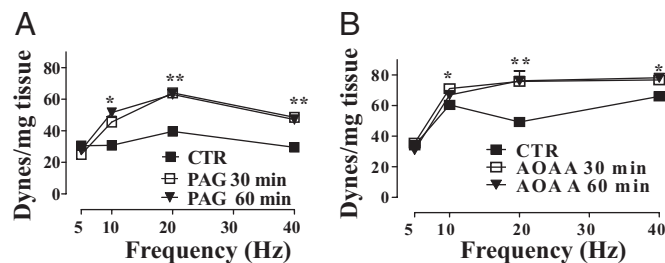 A
Dynes/mg tissue
80
60
40
20
0
*
**
**
CTR
PAG 30 min
PAG 60 min
5
10
20
30
40
Frequency (Hz)
B
Dynes/mg tissue
80
60
40
20
0
*
**
*
CTR
AOAA 30 min
AOAA 60 min
5
10
20
30
40
Frequency (Hz)